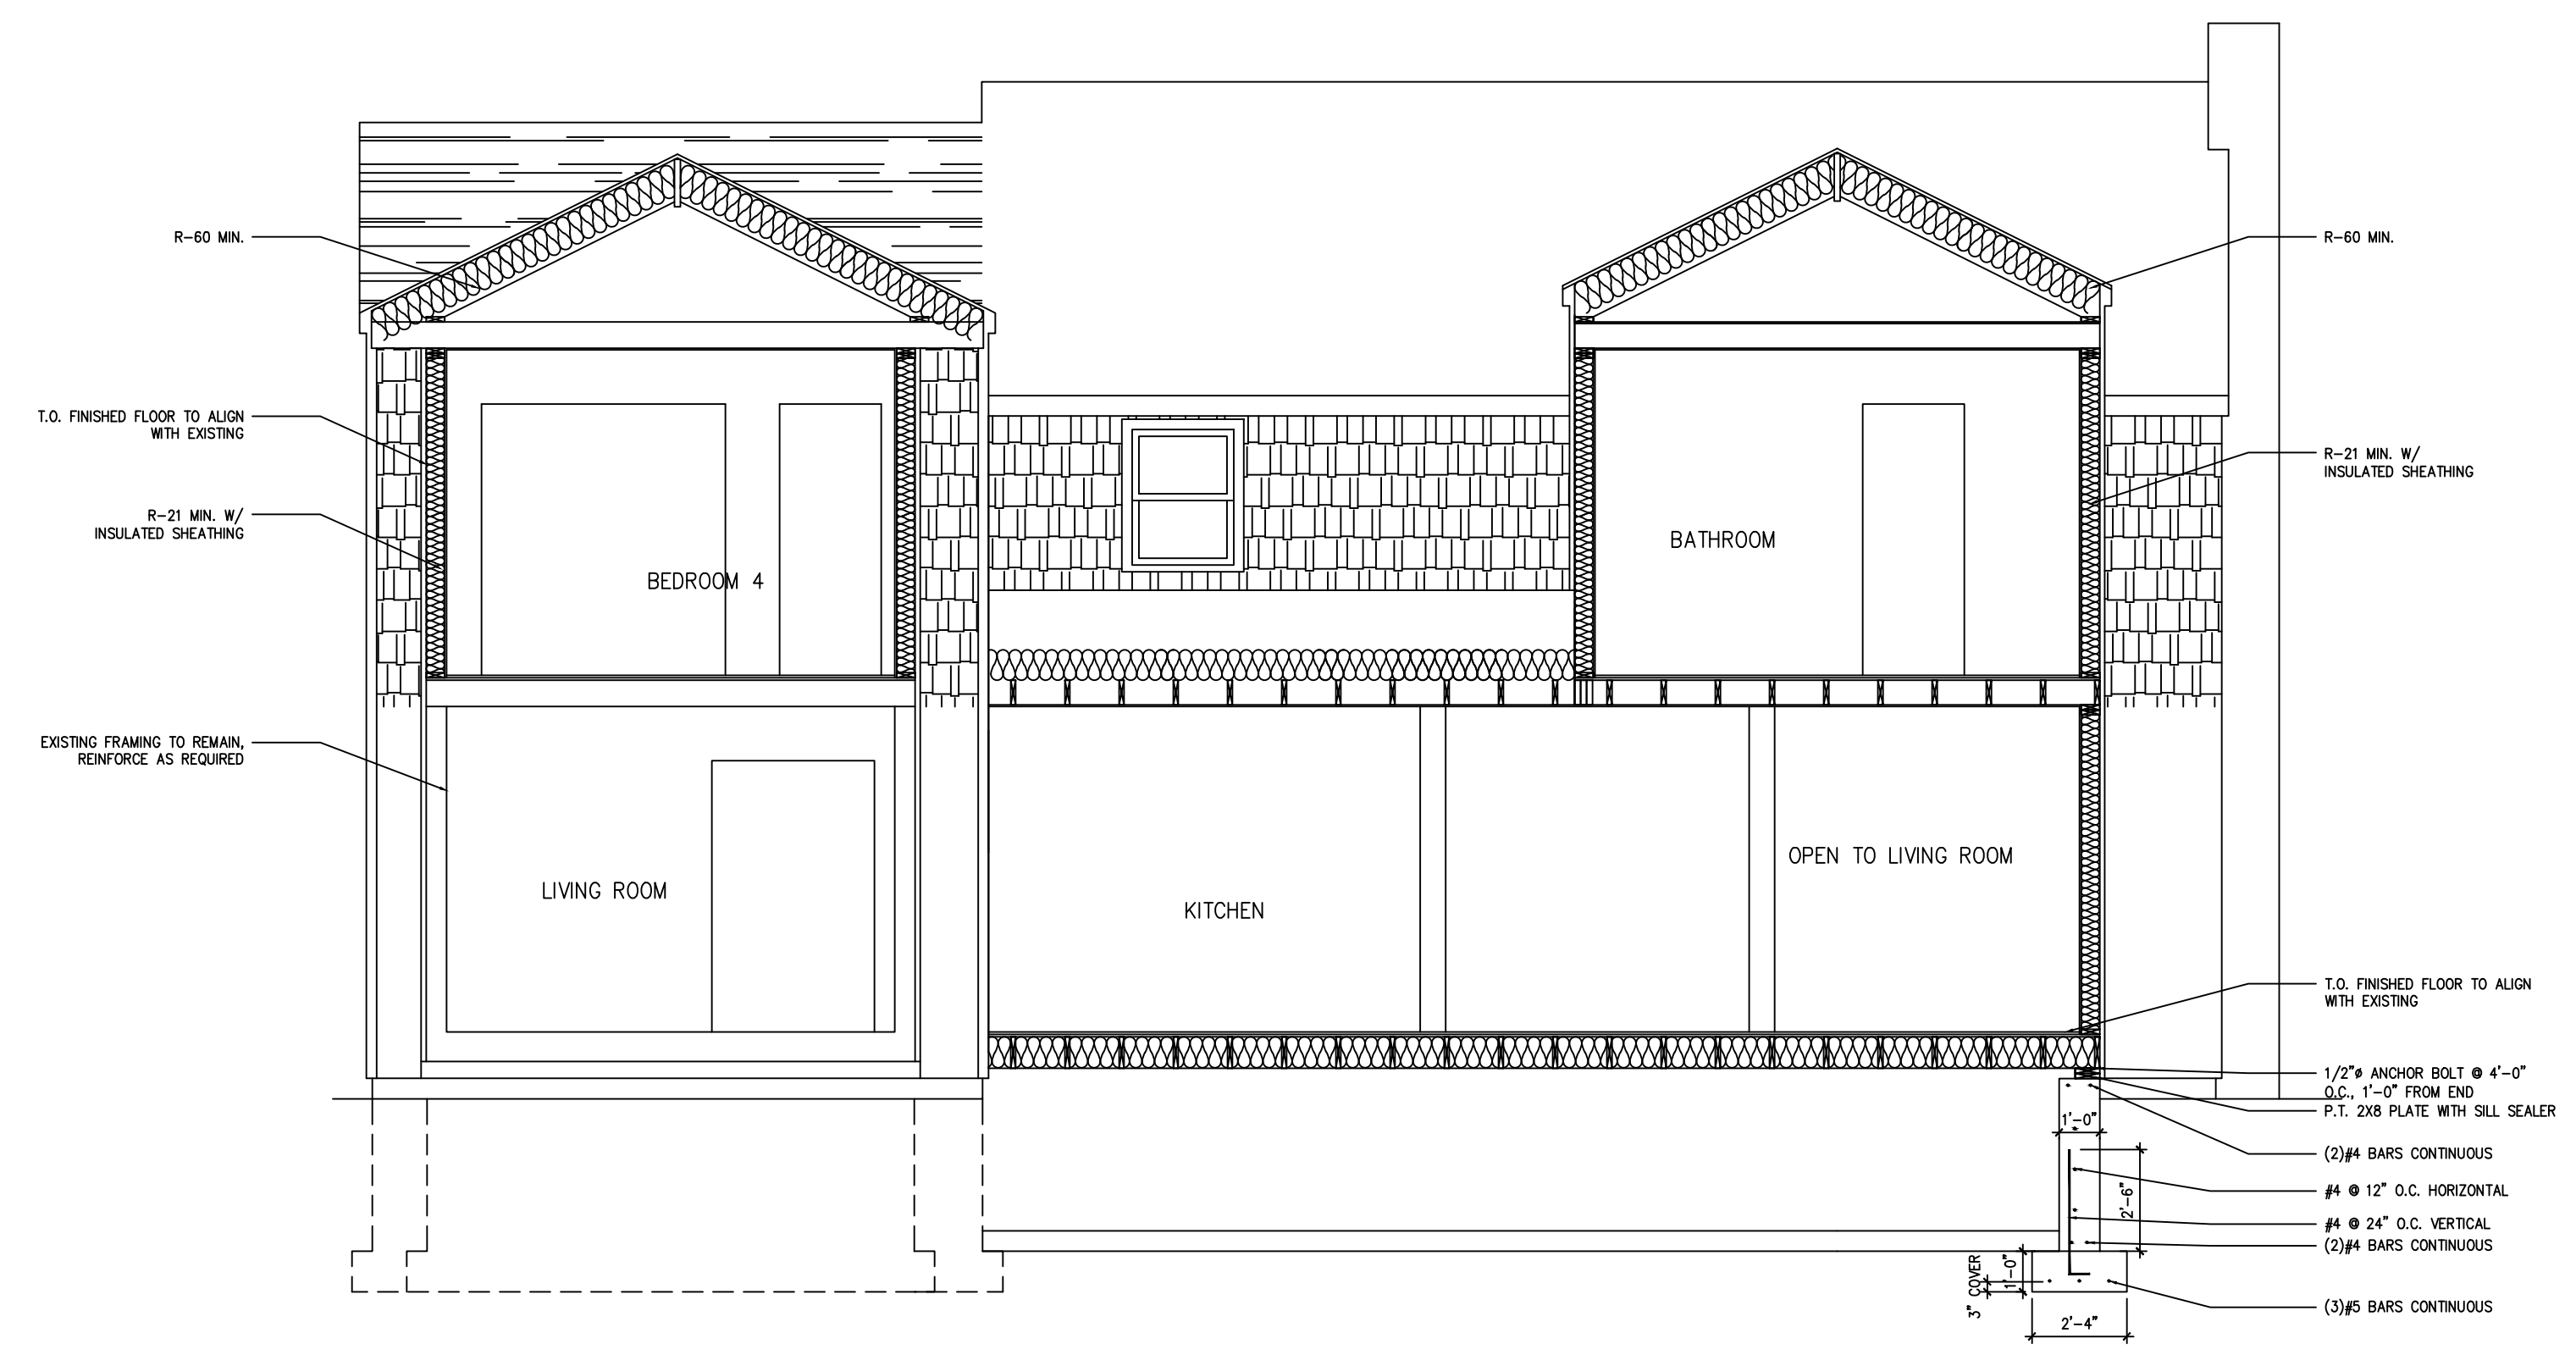 R-60 MIN.
R-60 MIN.
T.O. FINISHED FLOOR TO ALIGN
WITH EXISTING
R-21 MIN. W/
INSULATED SHEATHING
R-21 MIN. W/
INSULATED SHEATHING
BATHROOM
BEDROOM 4
EXISTING FRAMING TO REMAIN,
REINFORCE AS REQUIRED
OPEN TO LIVING ROOM
LIVING ROOM
KITCHEN
T.O. FINISHED FLOOR TO ALIGN
WITH EXISTING
1/2"ø ANCHOR BOLT @ 4'-0"
O.C., 1'-0" FROM END
P.T. 2X8 PLATE WITH SILL SEALER
1'-0"
(2)#4 BARS CONTINUOUS
#4 @ 12" O.C. HORIZONTAL
2'-6"
#4 @ 24" O.C. VERTICAL
(2)#4 BARS CONTINUOUS
3" COVER
1'-0"
(3)#5 BARS CONTINUOUS
2'-4"